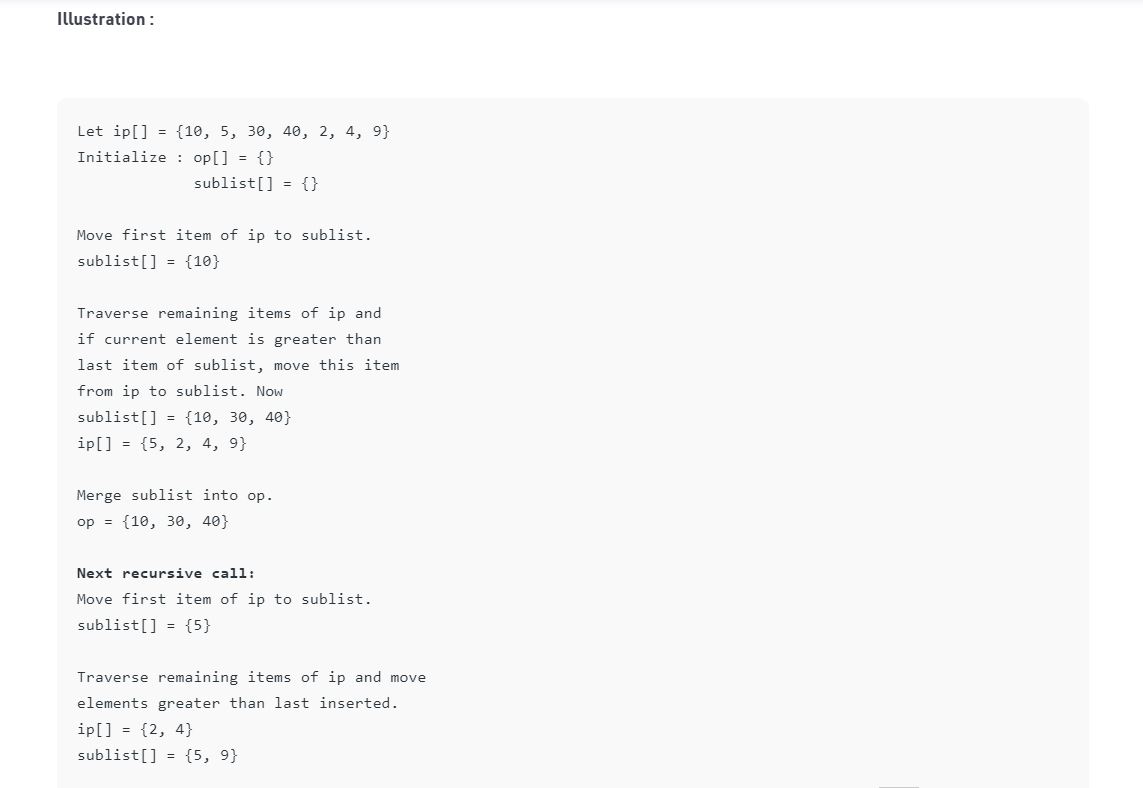 Illustration :
Let ip[] = {10, 5, 30, 40, 2, 4, 9}
Initialize : op[] = {}
sublist[] = {}
Move first item of ip to sublist.
sublist[] = {10}
Traverse remaining items of ip and
if current element is greater than
last item of sublist, move this item
from ip to sublist. Now
sublist[] = {10, 30, 40}
ip[] = {5, 2, 4, 9}
Merge sublist into op.
op = {10, 30, 40}
Next recursive call:
Move first item of ip to sublist.
sublist[] = {5}
Traverse remaining items of ip and move
elements greater than last inserted.
ip[] = {2, 4}
sublist[] = {5, 9}